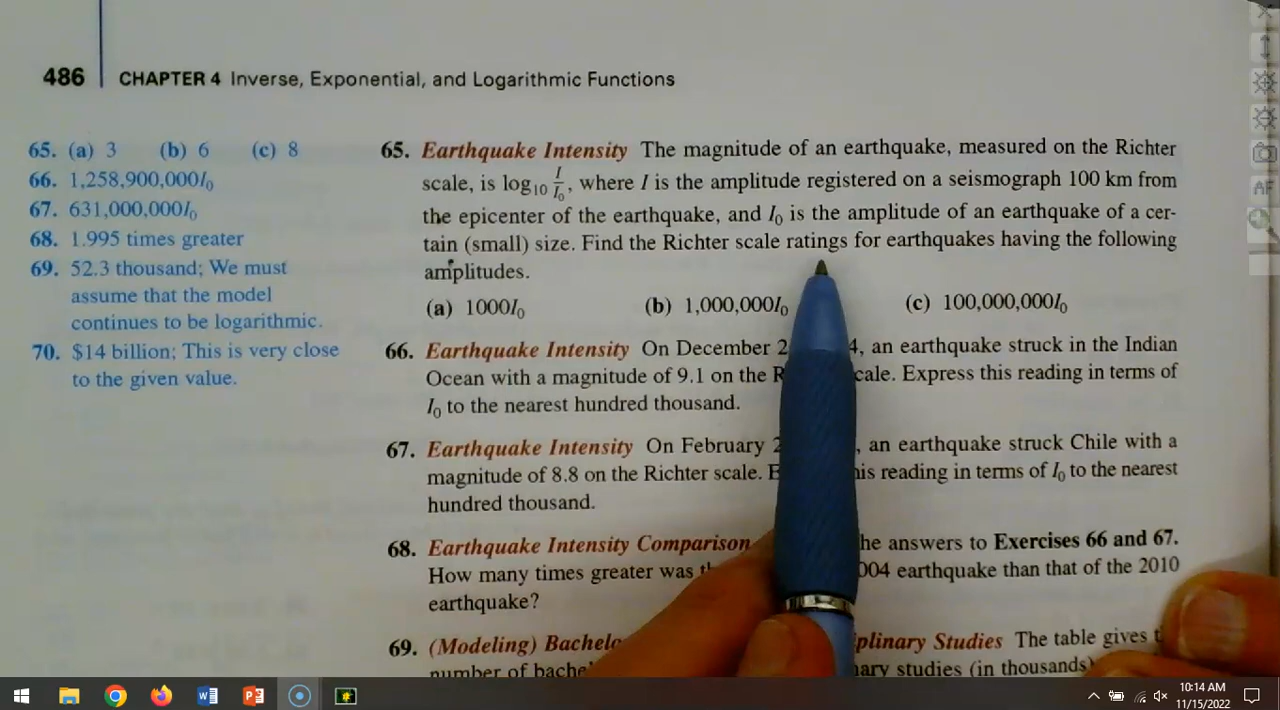 486 CHAPTER 4 Inverse, Exponential, and Logarithmic Functions
65. (a) 3 (b) 6 (c) 8
66. 1,258,900,000I₀
67. 631,000,000I₀
68. 1.995 times greater
69. 52.3 thousand; We must
assume that the model
continues to be logarithmic.
70. $14 billion; This is very close
to the given value.
65. Earthquake Intensity The magnitude of an earthquake, measured on the Richter
scale, is log₁₀ I/I₀, where I is the amplitude registered on a seismograph 100 km from
the epicenter of the earthquake, and I₀ is the amplitude of an earthquake of a cer-
tain (small) size. Find the Richter scale ratings for earthquakes having the following
amplitudes.
(a) 1000I₀ (b) 1,000,000I₀ (c) 100,000,000I₀
66. Earthquake Intensity On December 4, an earthquake struck in the Indian
Ocean with a magnitude of 9.1 on the scale. Express this reading in terms of
I₀ to the nearest hundred thousand.
67. Earthquake Intensity On February , an earthquake struck Chile with a
magnitude of 8.8 on the Richter scale. reading in terms of I₀ to the nearest
hundred thousand.
68. Earthquake Intensity Comparison the answers to Exercises 66 and 67.
How many times greater was 2004 earthquake than that of the 2010
earthquake?
69. (Modeling) Studies The table gives
number of studies (in thousands)
AF
10:14 AM
11/15/2022